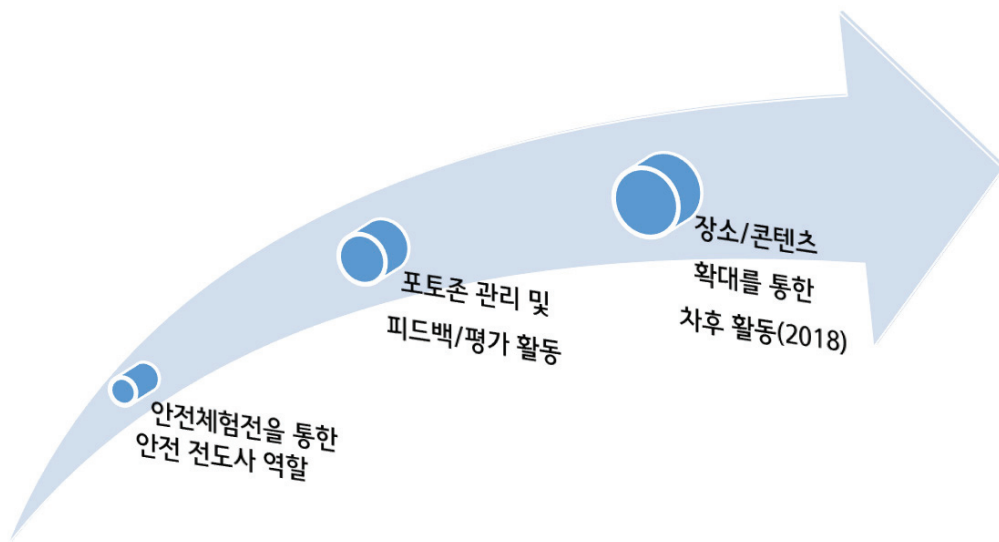 안전체험전을 통한
안전 전도사 역할
포토존 관리 및
피드백/평가 활동
장소/콘텐츠
확대를 통한
차후 활동(2018)